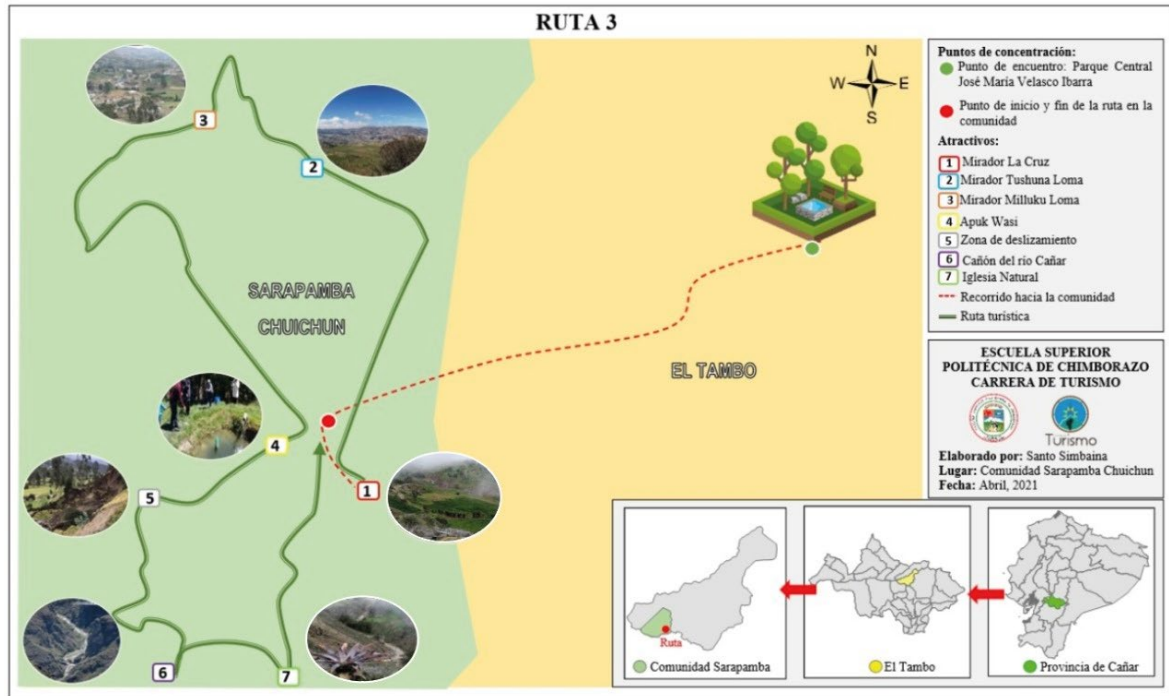 RUTA 3
N
W E
S
3
2
SARAPAMBA
CHUICHUN
EL TAMBO
4
1
5
6
7
Puntos de concentración:
Punto de encuentro: Parque Central
José María Velasco Ibarra
Punto de inicio y fin de la ruta en la
comunidad
Atractivos:
1 Mirador La Cruz
2 Mirador Tushuna Loma
3 Mirador Milluku Loma
4 Apuk Wasi
5 Zona de deslizamiento
6 Cañón del río Cañar
7 Iglesia Natural
Recorrido hacia la comunidad
Ruta turística
ESCUELA SUPERIOR
POLITÉCNICA DE CHIMBORAZO
CARRERA DE TURISMO
Turismo
Elaborado por: Santo Simbaina
Lugar: Comunidad Sarapamba Chuichun
Fecha: Abril, 2021
Ruta
Comunidad Sarapamba
El Tambo
Provincia de Cañar